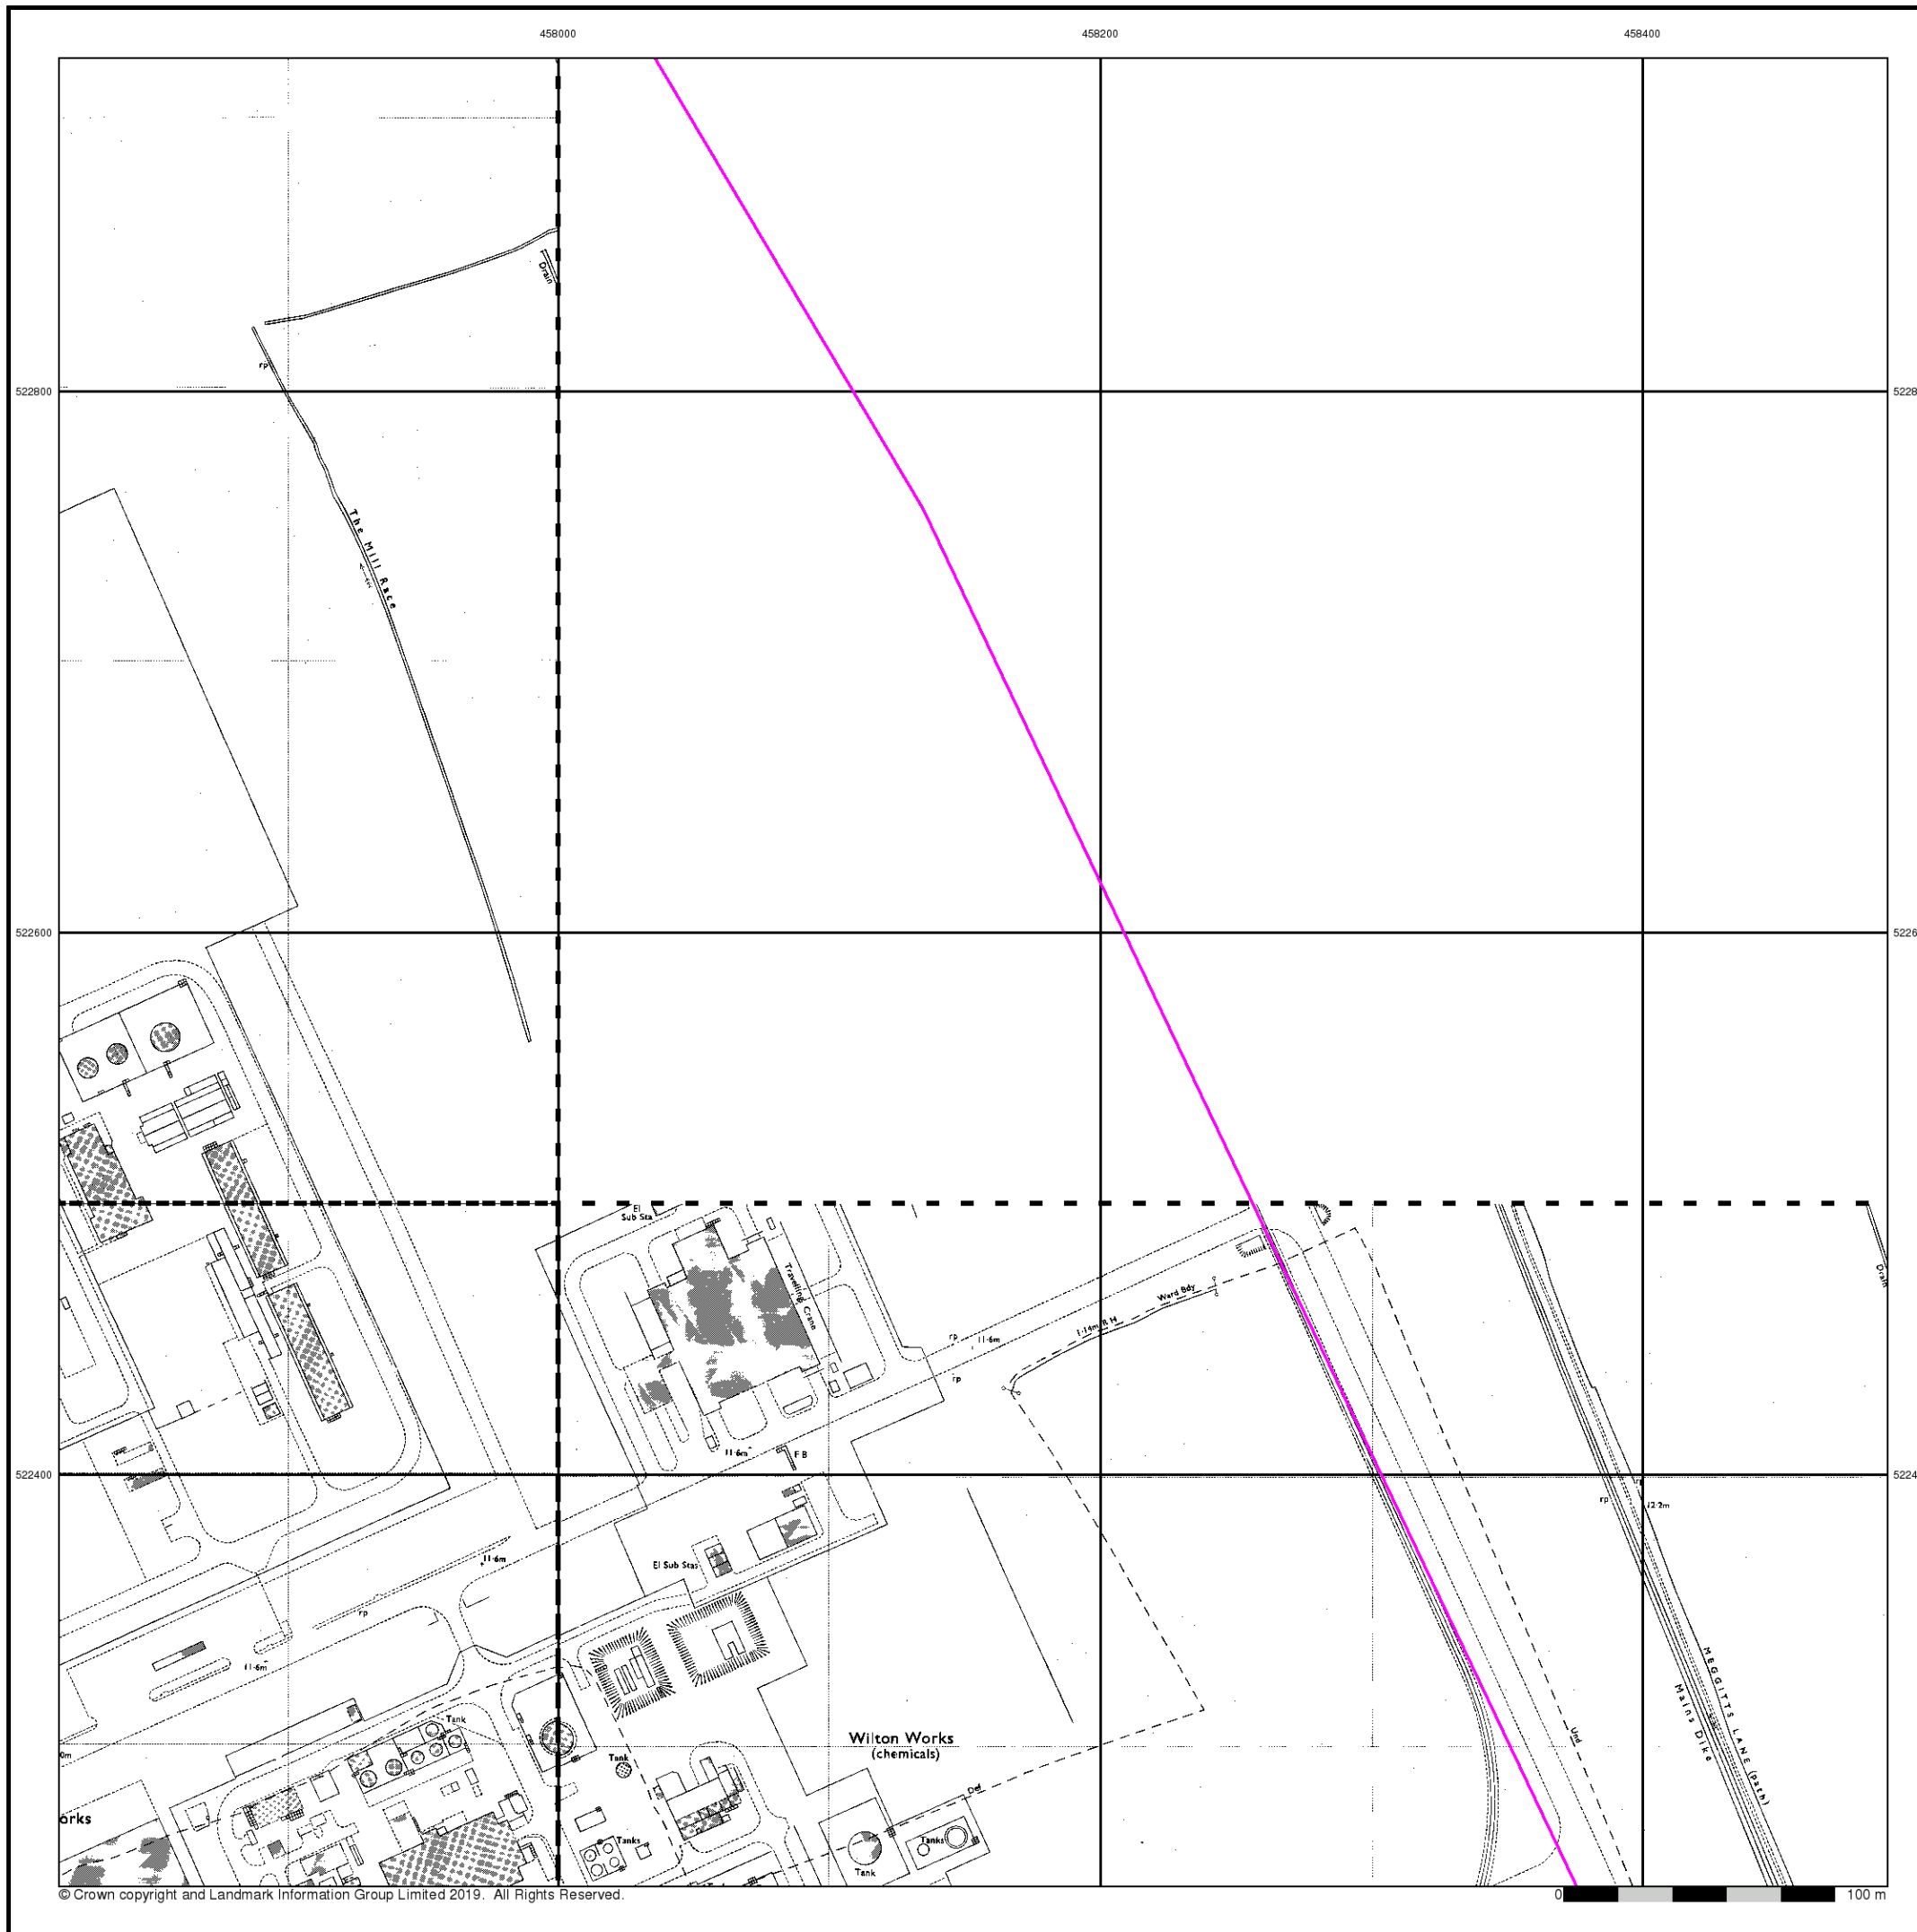 458000
458200
458400
Drain
rp
522800
5228
The Mill Race
522600
5226
El
Sub Sta
Travelling Crane
Drain
Ward Bdy
1·14m R H
rp
11·6m
rp
11·6m
F B
522400
5224
rp
12·2m
11·6m
El Sub Stas
rp
11·6m
Tank
MEGGITTS LANE (Path)
Mains Dike
Und
Wilton Works
(chemicals)
0m
Tank
Def
orks
Tanks
Tanks
Tank
© Crown copyright and Landmark Information Group Limited 2019. All Rights Reserved.
0
100 m